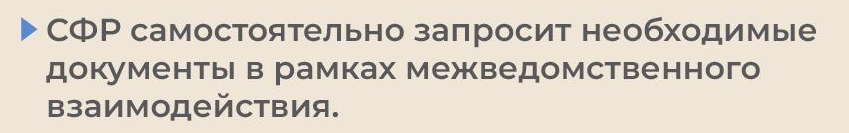 СФР самостоятельно запросит необходимые
документы в рамках межведомственного
взаимодействия.